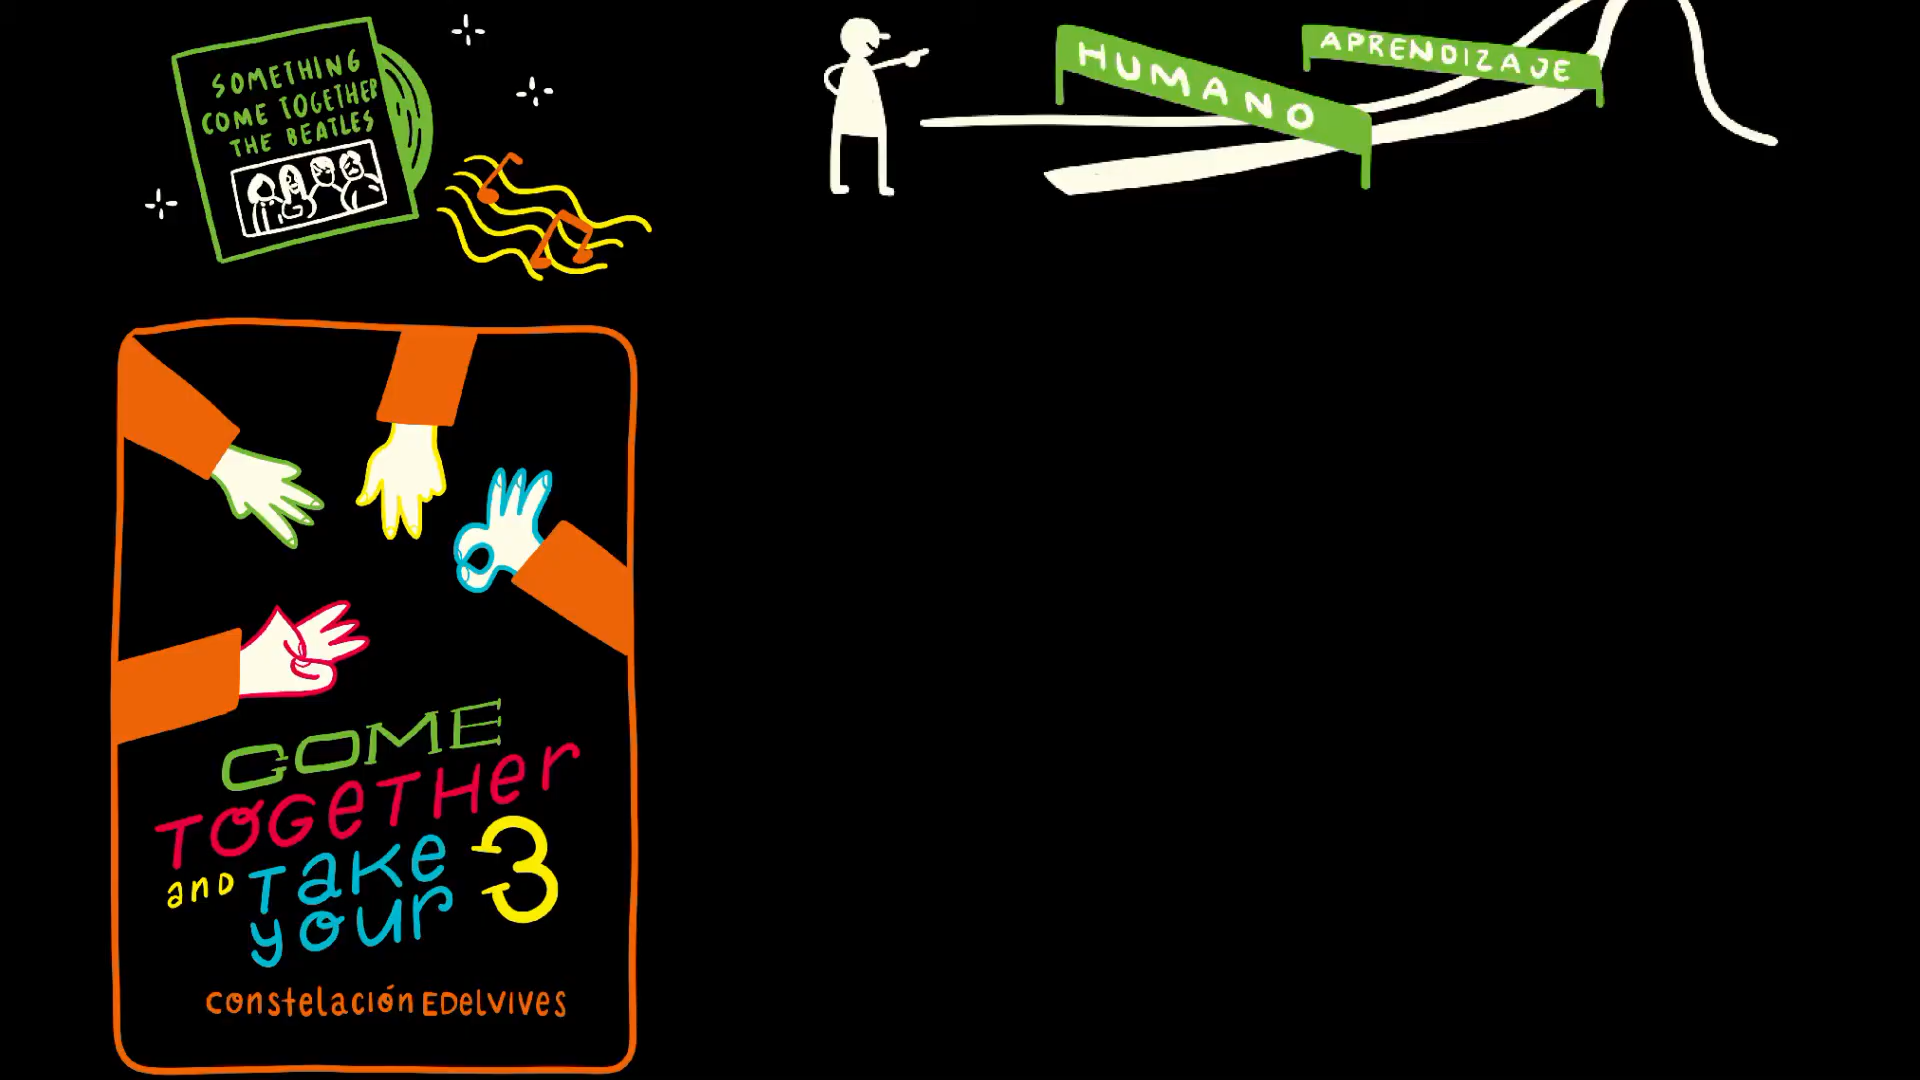 SOMETHING
COME TOGETHER
THE BEATLES
HUMANO
APRENDIZAJE
COME
TOGETHER
AND TAKE
YOUR 3
CONSTELACIÓN EDELVIVES